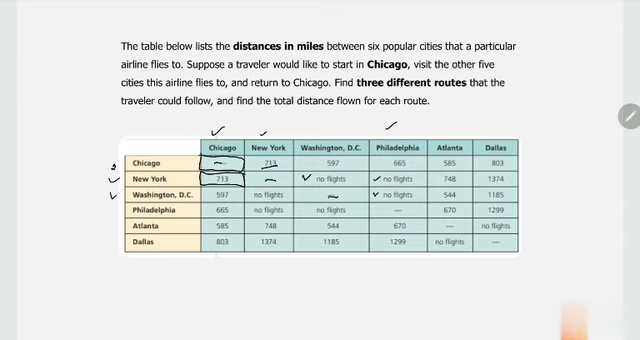 The table below lists the distances in miles between six popular cities that a particular
airline flies to. Suppose a traveler would like to start in Chicago, visit the other five
cities this airline flies to, and return to Chicago. Find three different routes that the
traveler could follow, and find the total distance flown for each route.
Chicago New York Washington, D.C. Philadelphia Atlanta Dallas
Chicago — 713 597 665 585 803
New York 713 — no flights no flights 748 1374
Washington, D.C. 597 no flights — no flights 544 1185
Philadelphia 665 no flights no flights — 670 1299
Atlanta 585 748 544 670 — no flights
Dallas 803 1374 1185 1299 no flights —